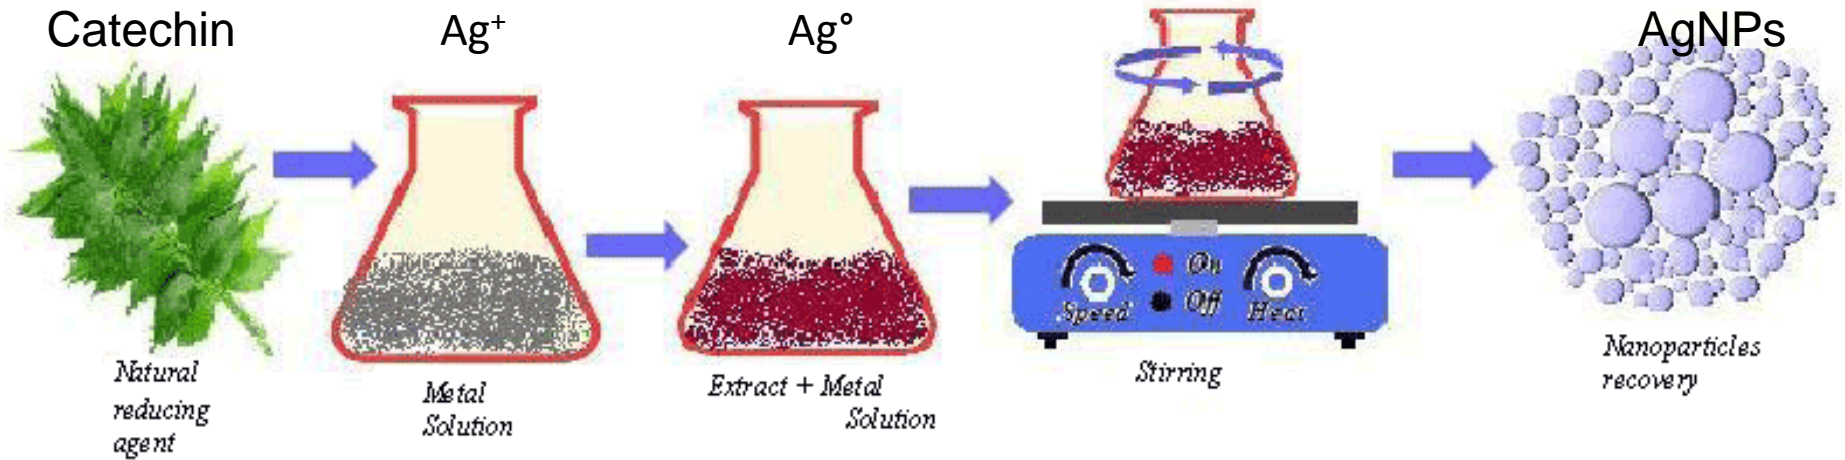 Catechin
Ag⁺
Ag°
AgNPs
On
Off
Speed
Heat
Natural
reducing
agent
Metal
Solution
Extract + Metal
Solution
Stirring
Nanoparticles
recovery